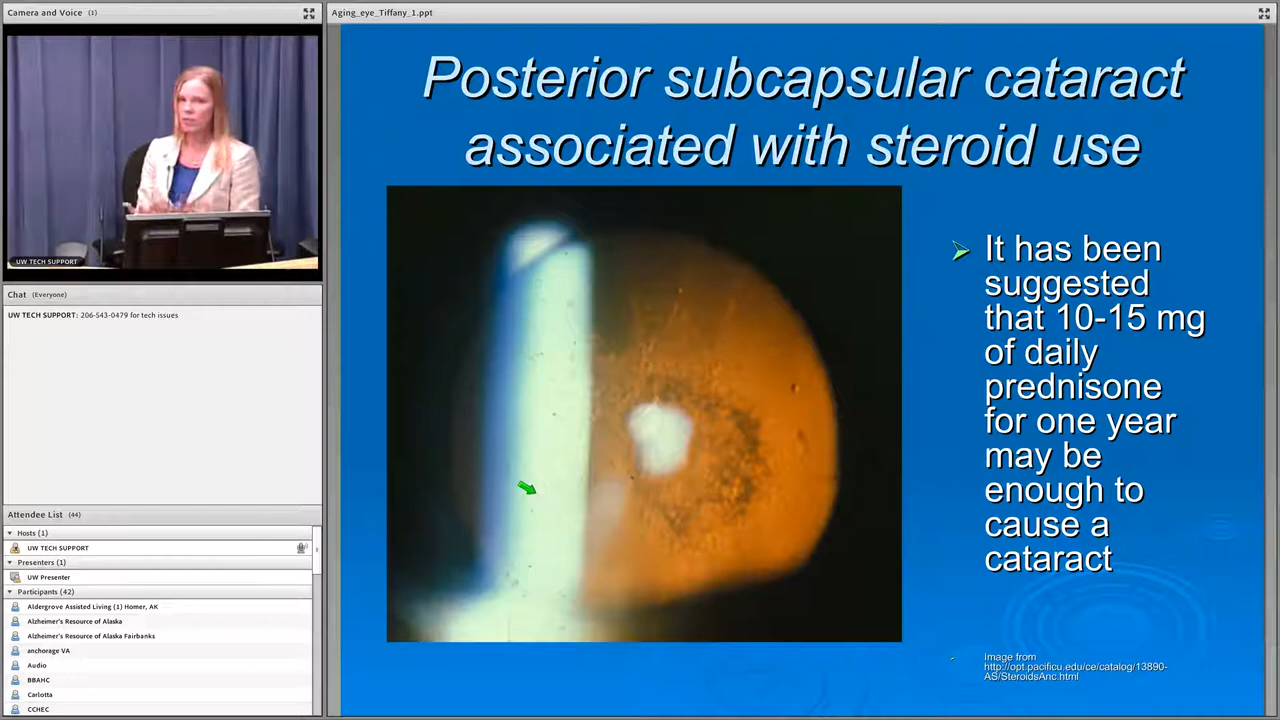 Camera and Voice (1)
UW TECH SUPPORT
Chat (Everyone)
UW TECH SUPPORT: 206-543-0479 for tech issues
Attendee List (44)
Hosts (1)
UW TECH SUPPORT
Presenters (1)
UW Presenter
Participants (42)
Aldergrove Assisted Living (1) Homer, AK
Alzheimer's Resource of Alaska
Alzheimer's Resource of Alaska Fairbanks
anchorage VA
Audio
BBAHC
Carlotta
CCHEC
Aging_eye_Tiffany_1.ppt
Posterior subcapsular cataract
associated with steroid use
It has been
suggested
that 10-15 mg
of daily
prednisone
for one year
may be
enough to
cause a
cataract
Image from
http://opt.pacificu.edu/ce/catalog/13890-
AS/SteroidsAnc.html